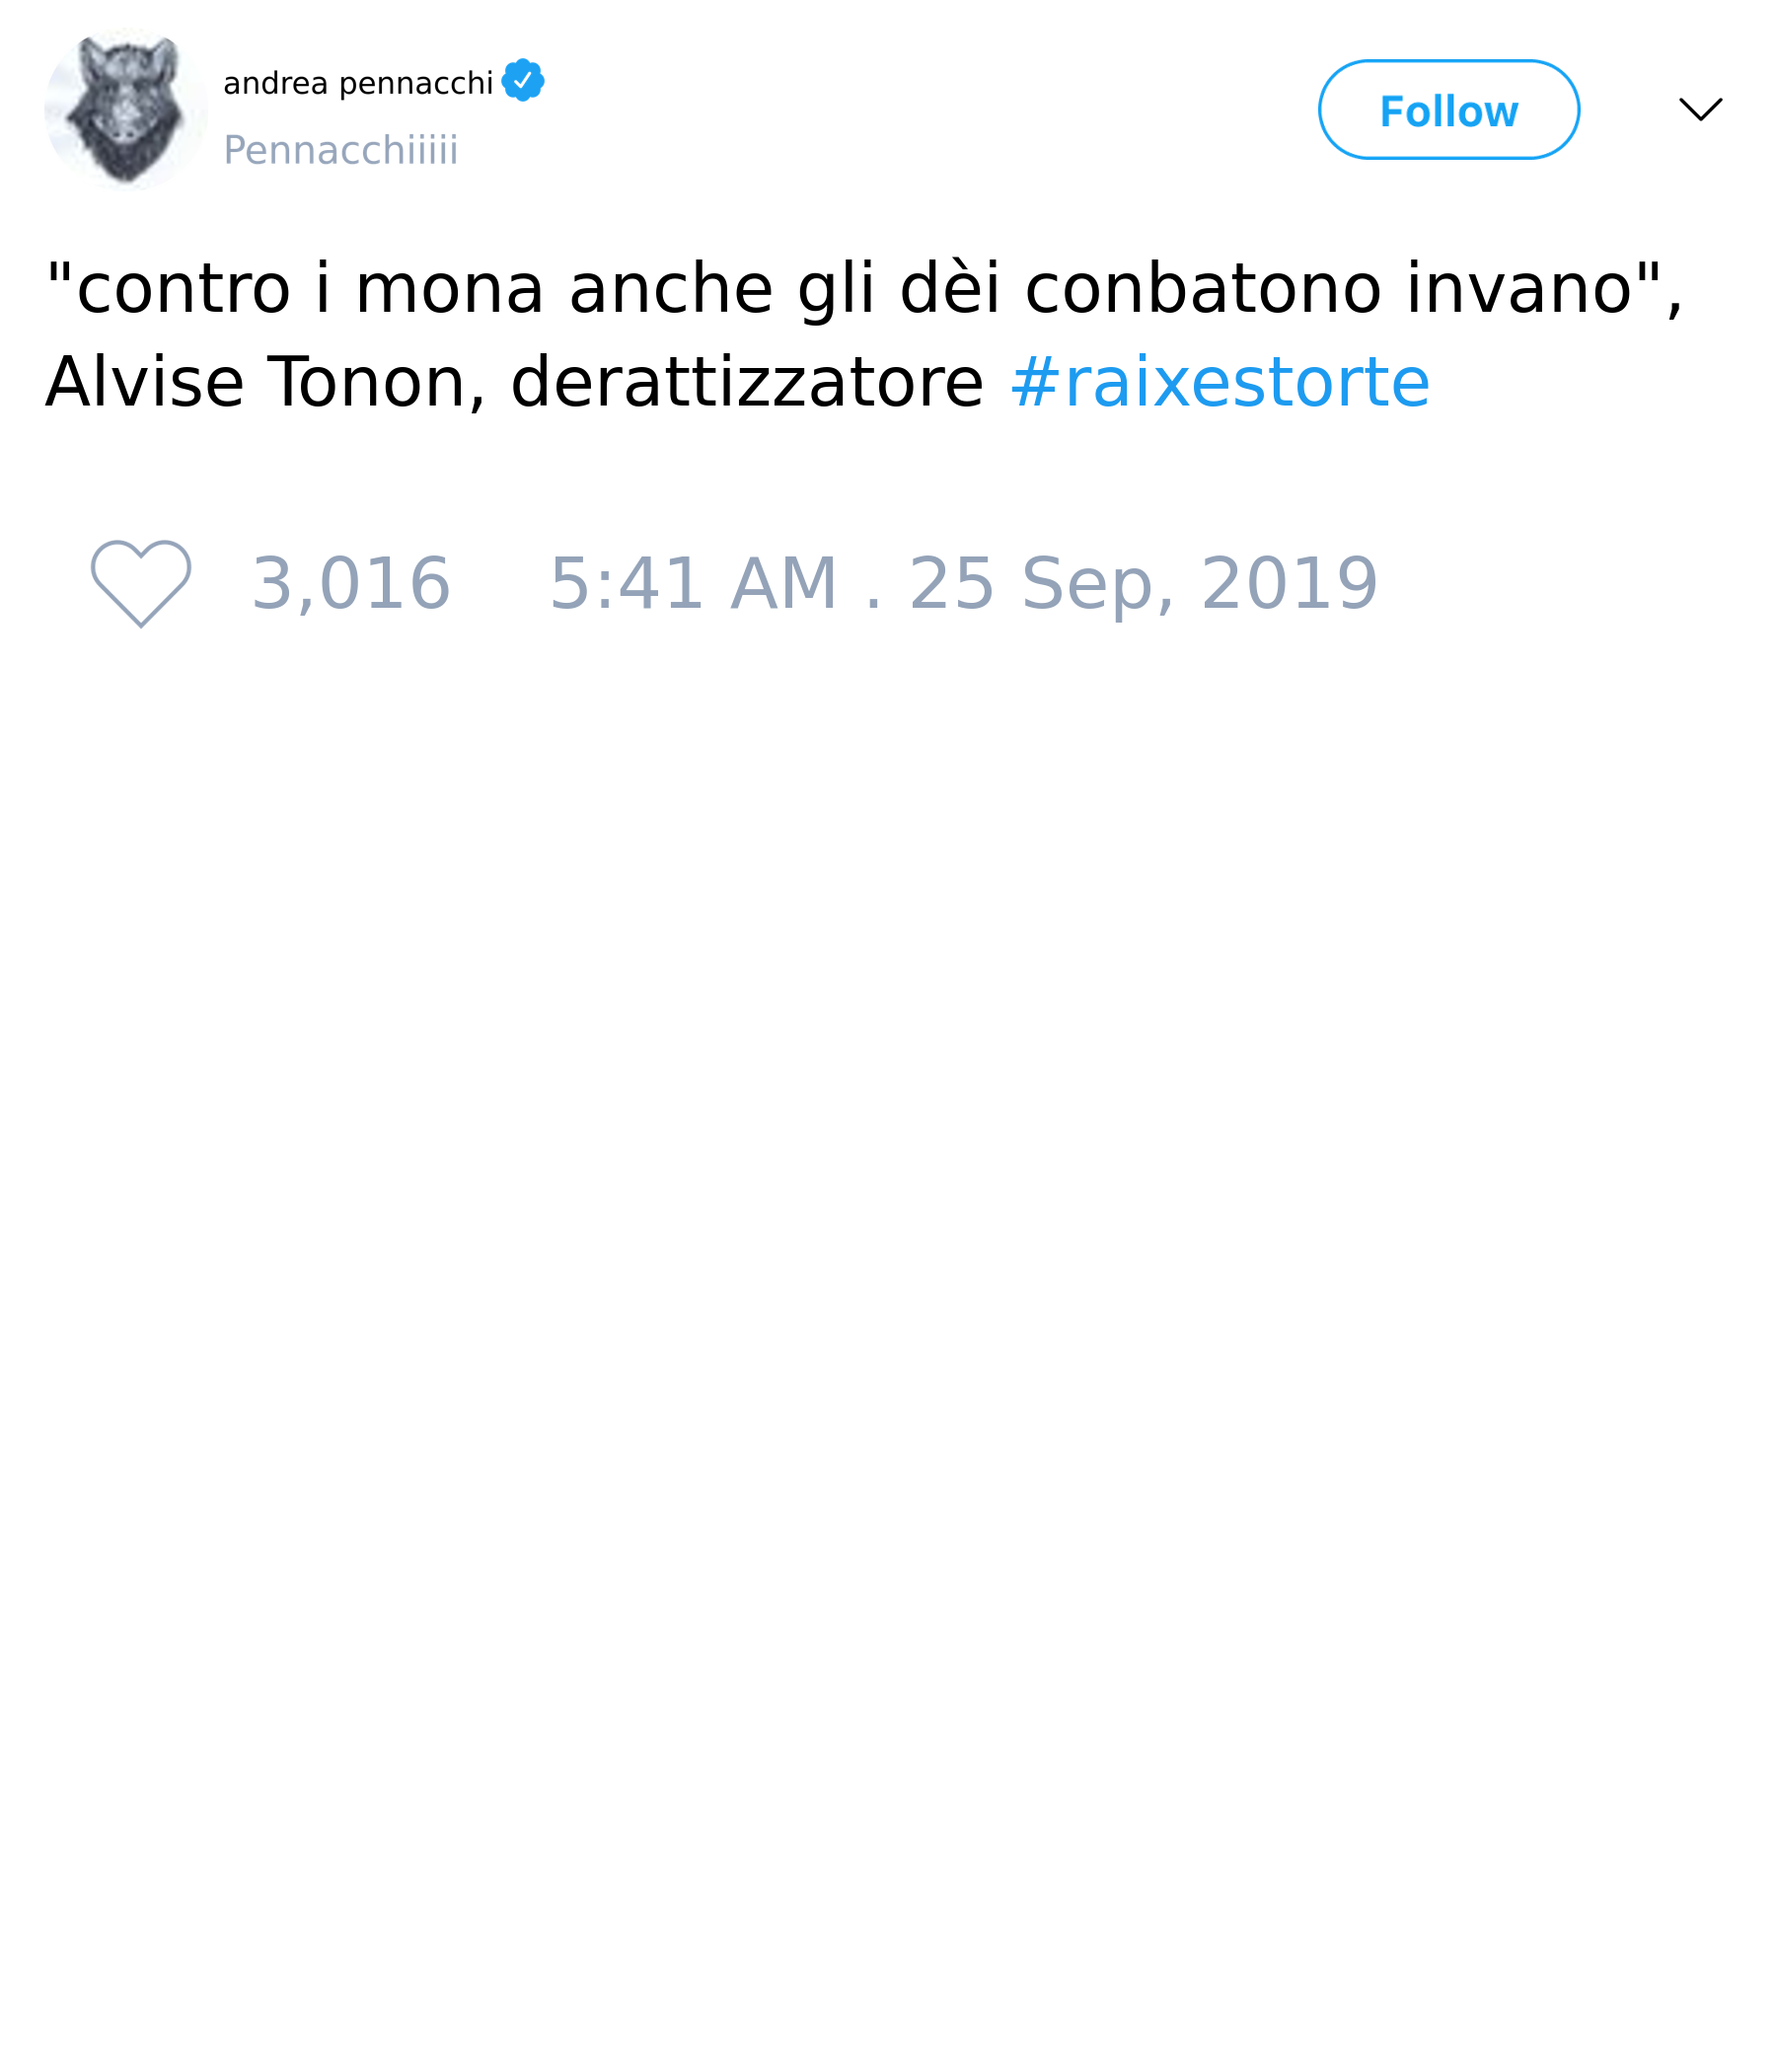 andrea pennacchi
Pennacchiiiii
Follow
"contro i mona anche gli dèi conbatono invano",
Alvise Tonon, derattizzatore #raixestorte
3,016 5:41 AM . 25 Sep, 2019